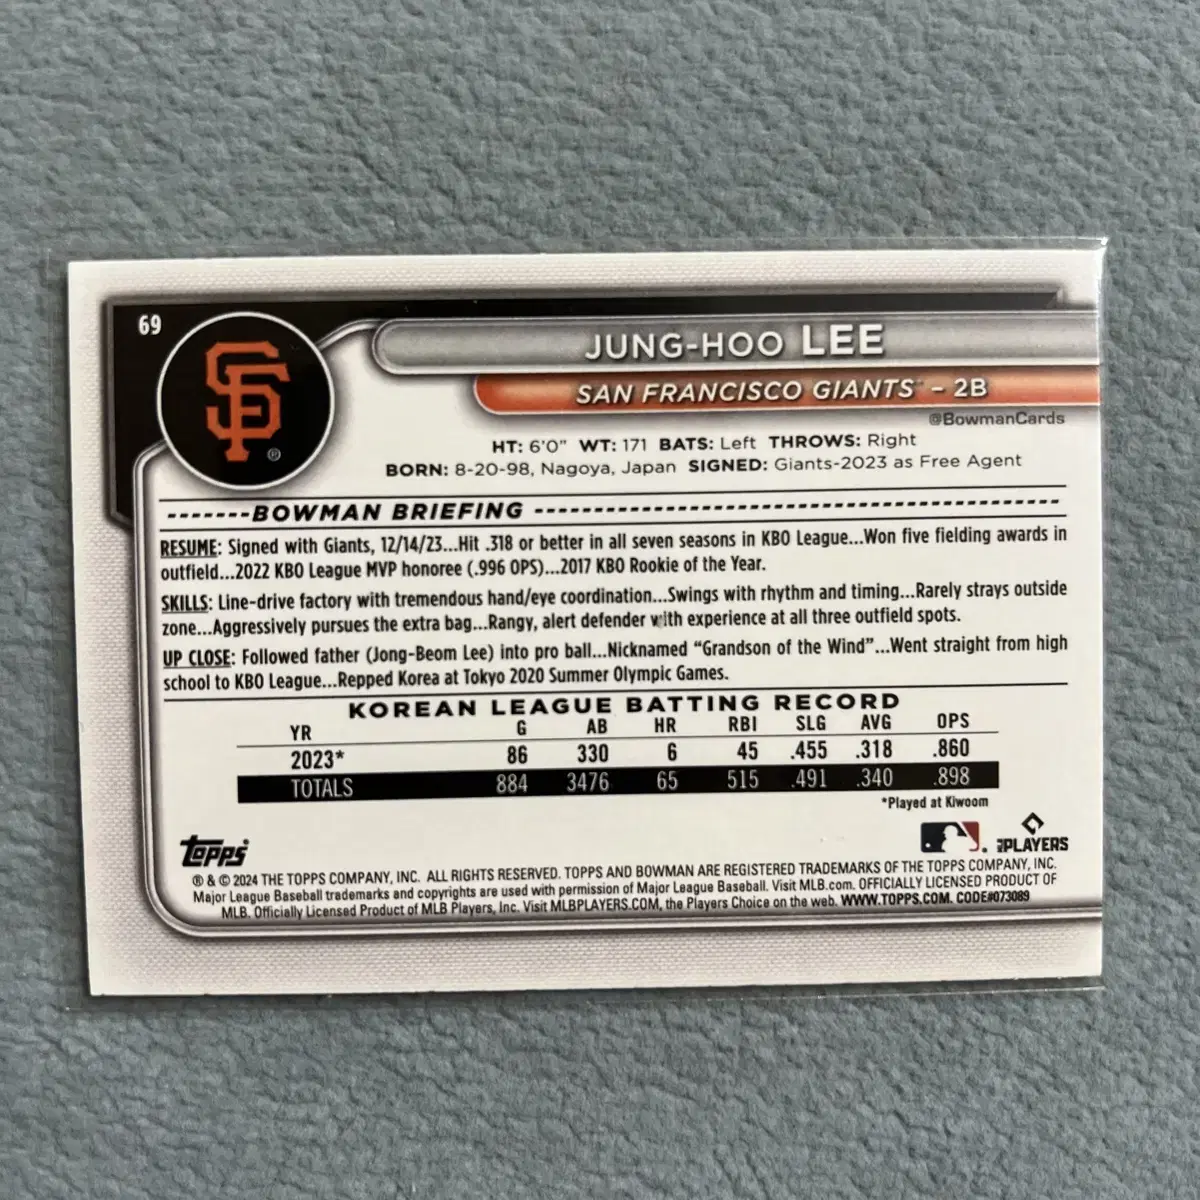 69
SF ®
JUNG-HOO LEE
SAN FRANCISCO GIANTS™ – 2B
@BowmanCards
HT: 6'0" WT: 171 BATS: Left THROWS: Right
BORN: 8-20-98, Nagoya, Japan SIGNED: Giants-2023 as Free Agent
BOWMAN BRIEFING
RESUME: Signed with Giants, 12/14/23...Hit .318 or better in all seven seasons in KBO League...Won five fielding awards in
outfield...2022 KBO League MVP honoree (.996 OPS)...2017 KBO Rookie of the Year.
SKILLS: Line-drive factory with tremendous hand/eye coordination...Swings with rhythm and timing...Rarely strays outside
zone...Aggressively pursues the extra bag...Rangy, alert defender with experience at all three outfield spots.
UP CLOSE: Followed father (Jong-Beom Lee) into pro ball...Nicknamed “Grandson of the Wind”...Went straight from high
school to KBO League...Repped Korea at Tokyo 2020 Summer Olympic Games.
KOREAN LEAGUE BATTING RECORD
YR G AB HR RBI SLG AVG OPS
2023* 86 330 6 45 .455 .318 .860
TOTALS 884 3476 65 515 .491 .340 .898
*Played at Kiwoom
Topps
PLAYERS
® & © 2024 THE TOPPS COMPANY, INC. ALL RIGHTS RESERVED. TOPPS AND BOWMAN ARE REGISTERED TRADEMARKS OF THE TOPPS COMPANY, INC.
Major League Baseball trademarks and copyrights are used with permission of Major League Baseball. Visit MLB.com. OFFICIALLY LICENSED PRODUCT OF
MLB. Officially Licensed Product of MLB Players, Inc. Visit MLBPLAYERS.COM, the Players Choice on the web. WWW.TOPPS.COM. CODE#073089